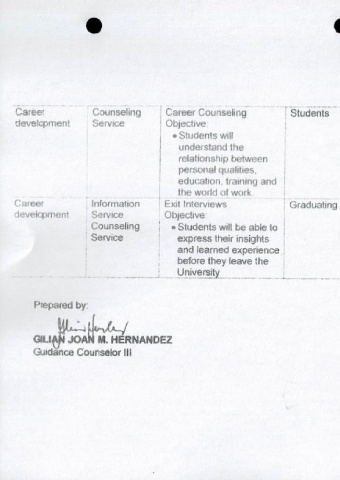 Career development
Counseling Service
Career Counseling
Objective:
• Students will understand the relationship between personal qualities, education, training and the world of work
Students
Career development
Information Service
Counseling Service
Exit Interviews
Objective
• Students will be able to express their insights and learned experience before they leave the University
Graduating
Prepared by:
GILIAN JOAN M. HERNANDEZ
Guidance Counselor III